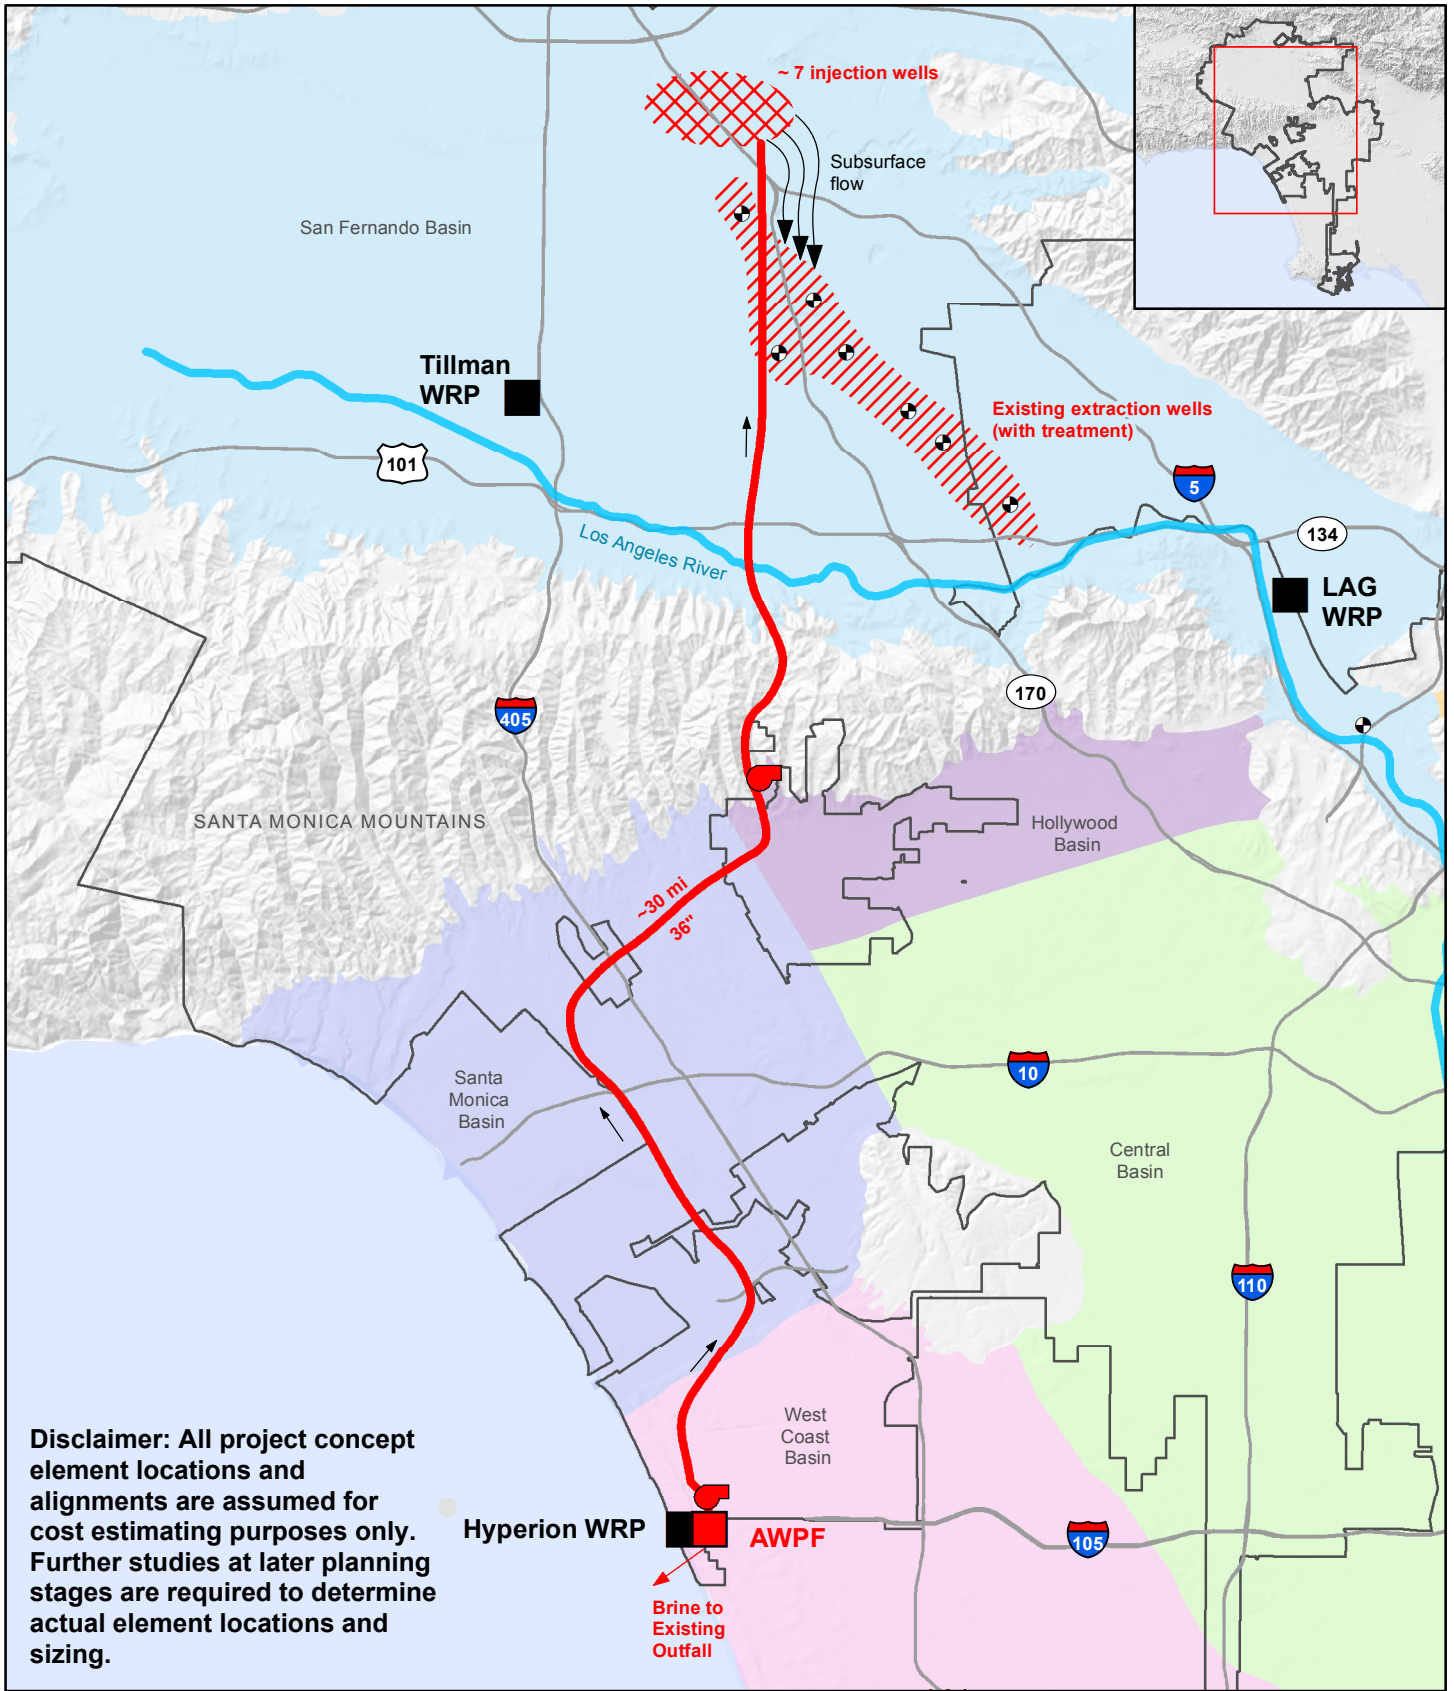 ~ 7 injection wells
Subsurface
flow
San Fernando Basin
Tillman
WRP
101
Existing extraction wells
(with treatment)
5
134
Los Angeles River
LAG
WRP
170
405
SANTA MONICA MOUNTAINS
Hollywood
Basin
~30 mi
36"
10
Santa
Monica
Basin
Central
Basin
110
West
Coast
Basin
Disclaimer: All project concept
element locations and
alignments are assumed for
cost estimating purposes only.
Further studies at later planning
stages are required to determine
actual element locations and
sizing.
Hyperion WRP
AWPF
105
Brine to
Existing
Outfall